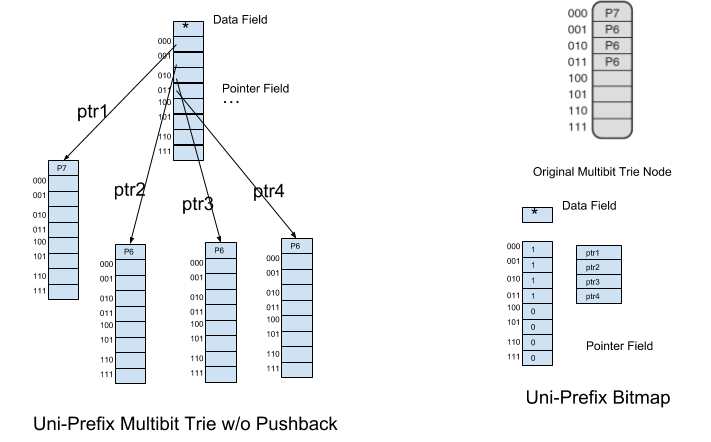 *
Data Field
000
001
010
011
100
101
110
111
Pointer Field
...
ptr1
ptr2
ptr3
ptr4
P7
000
001
010
011
100
101
110
111
P6
000
001
010
011
100
101
110
111
P6
000
001
010
011
100
101
110
111
P6
000
001
010
011
100
101
110
111
Uni-Prefix Multibit Trie w/o Pushback
000 P7
001 P6
010 P6
011 P6
100
101
110
111
Original Multibit Trie Node
*
Data Field
000 1
001 1
010 1
011 1
100 0
101 0
110 0
111 0
ptr1
ptr2
ptr3
ptr4
Pointer Field
Uni-Prefix Bitmap